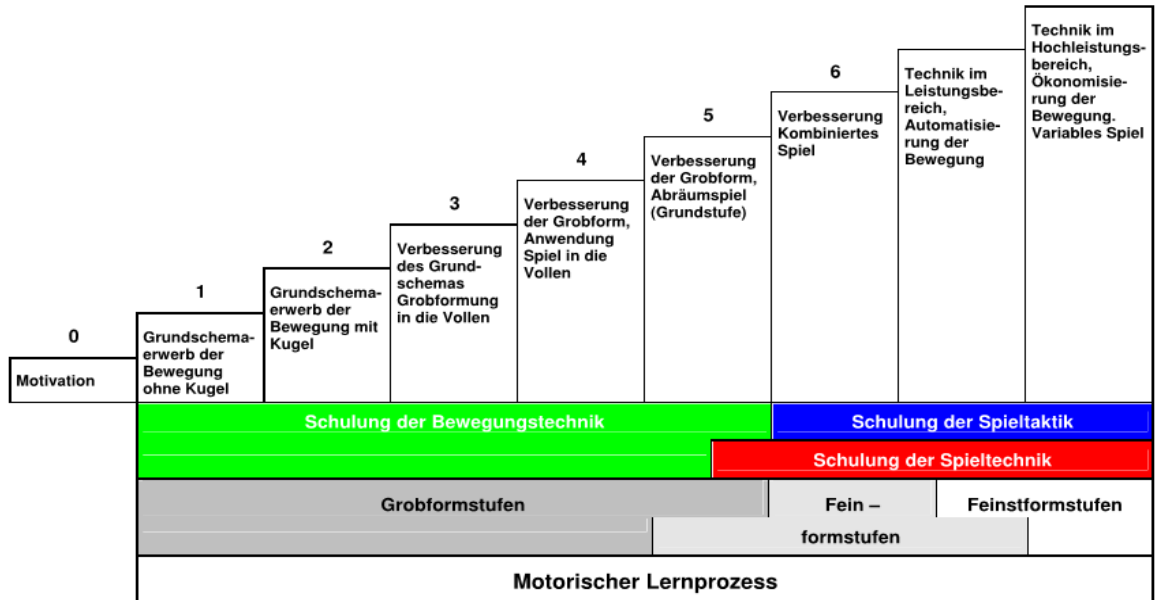 0
Motivation
1
Grundschema-
erwerb der
Bewegung
ohne Kugel
2
Grundschema-
erwerb der
Bewegung mit
Kugel
3
Verbesserung
des Grund-
schemas
Grobformung
in die Vollen
4
Verbesserung
der Grobform,
Anwendung
Spiel in die
Vollen
5
Verbesserung
der Grobform,
Abräumspiel
(Grundstufe)
6
Verbesserung
Kombiniertes
Spiel
Technik im
Leistungsbe-
reich,
Automatisie-
rung der
Bewegung
Technik im
Hochleistungs-
bereich,
Ökonomisie-
rung der
Bewegung.
Variables Spiel
Schulung der Bewegungstechnik
Schulung der Spieltaktik
Schulung der Spieltechnik
Grobformstufen
Fein –
formstufen
Feinstformstufen
Motorischer Lernprozess